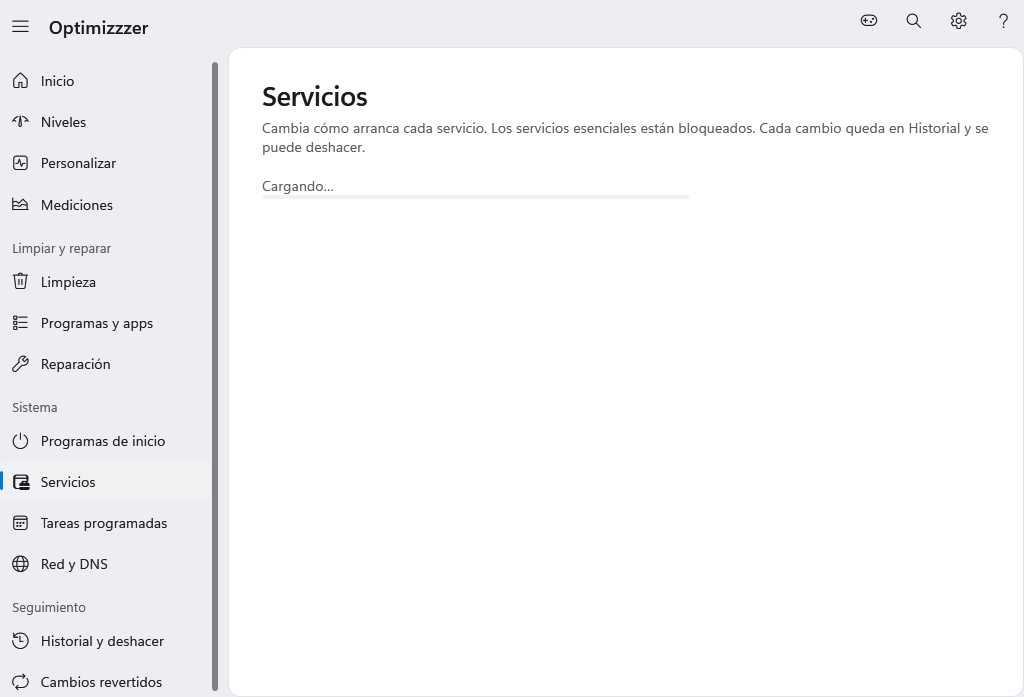 Optimizzzer
Inicio
Niveles
Personalizar
Mediciones
Limpiar y reparar
Limpieza
Programas y apps
Reparación
Sistema
Programas de inicio
Servicios
Tareas programadas
Red y DNS
Seguimiento
Historial y deshacer
Cambios revertidos
Servicios
Cambia cómo arranca cada servicio. Los servicios esenciales están bloqueados. Cada cambio queda en Historial y se
puede deshacer.
Cargando...